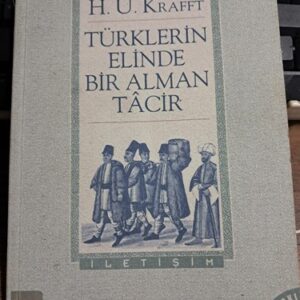 H. U. KRAFFT
TÜRKLERİN
ELİNDE
BİR ALMAN
TÂCİR
İLETİŞİM